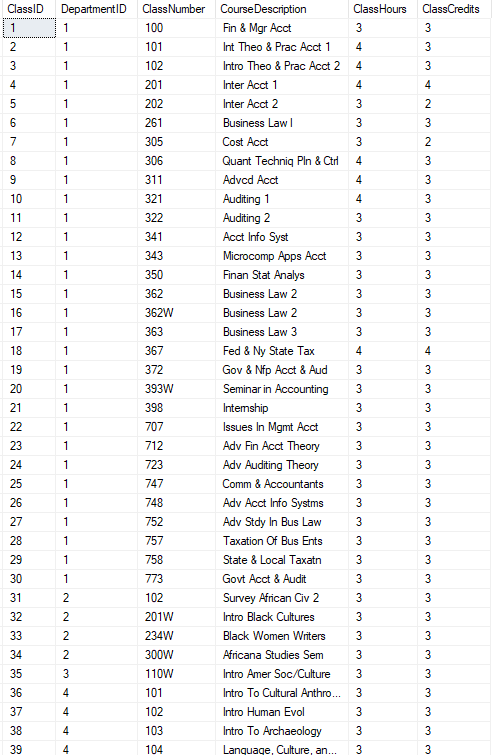 ClassID DepartmentID ClassNumber CourseDescription ClassHours ClassCredits
1 1 100 Fin & Mgr Acct 3 3
2 1 101 Int Theo & Prac Acct 1 4 3
3 1 102 Intro Theo & Prac Acct 2 4 3
4 1 201 Inter Acct 1 4 4
5 1 202 Inter Acct 2 3 2
6 1 261 Business Law I 3 3
7 1 305 Cost Acct 3 2
8 1 306 Quant Techniq Pln & Ctrl 4 3
9 1 311 Advcd Acct 4 3
10 1 321 Auditing 1 4 3
11 1 322 Auditing 2 3 3
12 1 341 Acct Info Syst 3 3
13 1 343 Microcomp Apps Acct 3 3
14 1 350 Finan Stat Analys 3 3
15 1 362 Business Law 2 3 3
16 1 362W Business Law 2 3 3
17 1 363 Business Law 3 3 3
18 1 367 Fed & Ny State Tax 4 4
19 1 372 Gov & Nfp Acct & Aud 3 3
20 1 393W Seminar in Accounting 3 3
21 1 398 Internship 3 3
22 1 707 Issues In Mgmt Acct 3 3
23 1 712 Adv Fin Acct Theory 3 3
24 1 723 Adv Auditing Theory 3 3
25 1 747 Comm & Accountants 3 3
26 1 748 Adv Acct Info Systms 3 3
27 1 752 Adv Stdy In Bus Law 3 3
28 1 757 Taxation Of Bus Ents 3 3
29 1 758 State & Local Taxatn 3 3
30 1 773 Govt Acct & Audit 3 3
31 2 102 Survey African Civ 2 3 3
32 2 201W Intro Black Cultures 3 3
33 2 234W Black Women Writers 3 3
34 2 300W Africana Studies Sem 3 3
35 3 110W Intro Amer Soc/Culture 3 3
36 4 101 Intro To Cultural Anthro... 3 3
37 4 102 Intro Human Evol 3 3
38 4 103 Intro To Archaeology 3 3
39 4 104 Language, Culture, an... 3 3